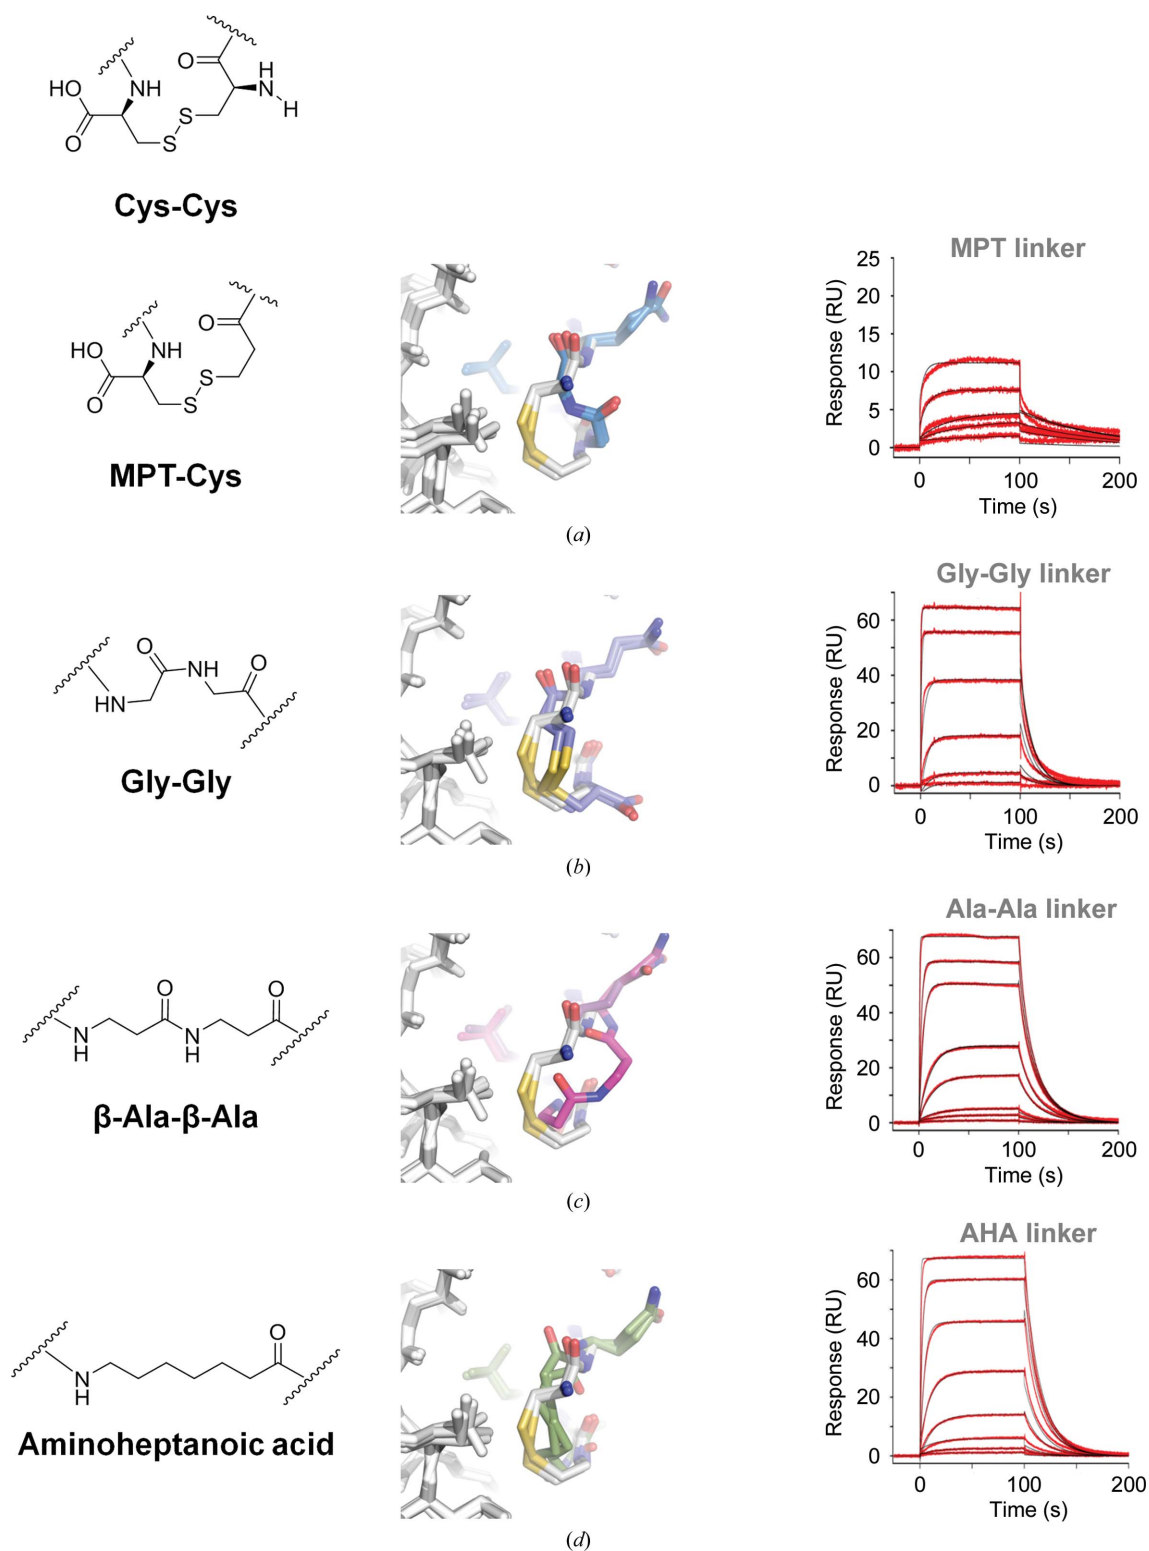 O
H
N
H
HO
NH
O
S
S
Cys-Cys
MPT linker
O
HO
NH
O
S
S
MPT-Cys
Response (RU)
25
20
15
10
5
0
0 100 200
Time (s)
(a)
Gly-Gly linker
O
NH
O
HN
Gly-Gly
Response (RU)
60
40
20
0
0 100 200
Time (s)
(b)
Ala-Ala linker
O
O
N
H
N
H
β-Ala-β-Ala
Response (RU)
60
40
20
0
0 100 200
Time (s)
(c)
AHA linker
O
N
H
Aminoheptanoic acid
Response (RU)
60
40
20
0
0 100 200
Time (s)
(d)